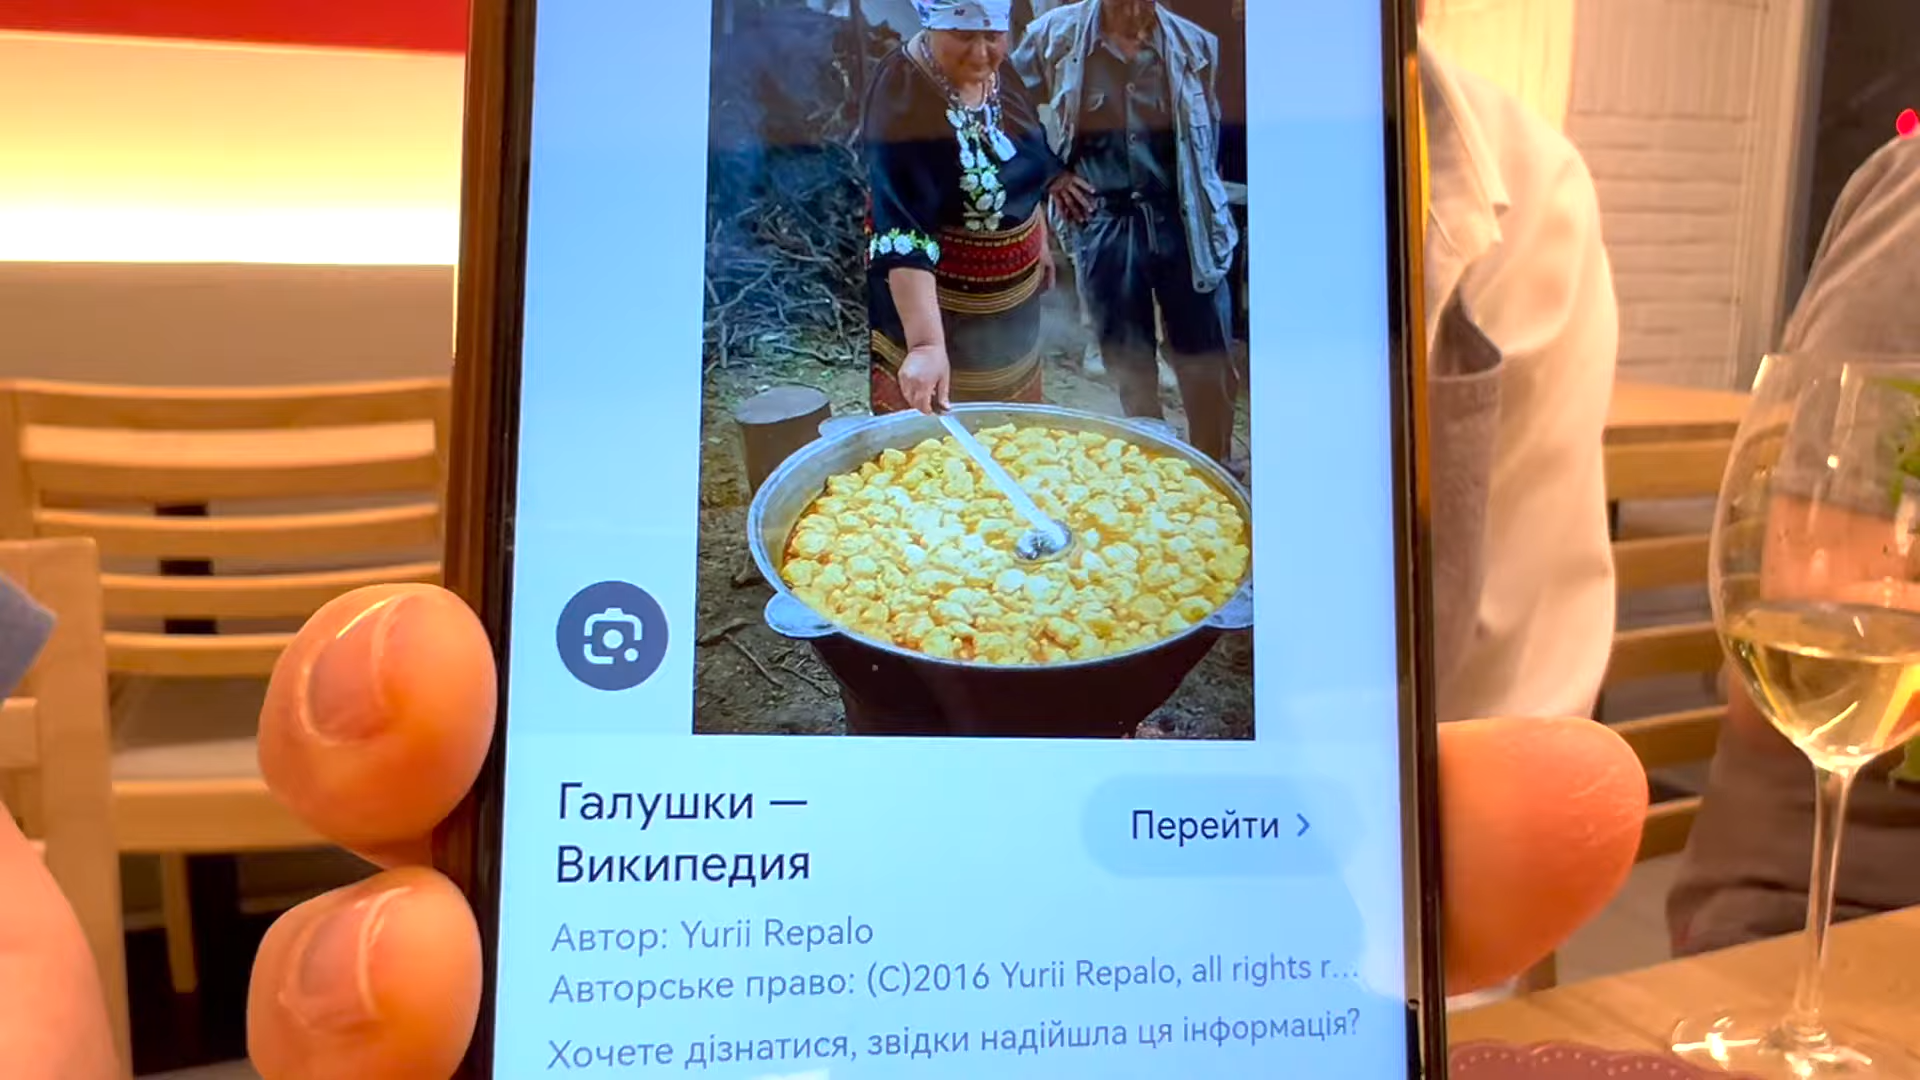 Галушки —
Википедия
Перейти >
Автор: Yurii Repalo
Авторське право: (C)2016 Yurii Repalo, all rights r...
Хочете дізнатися, звідки надійшла ця інформація?